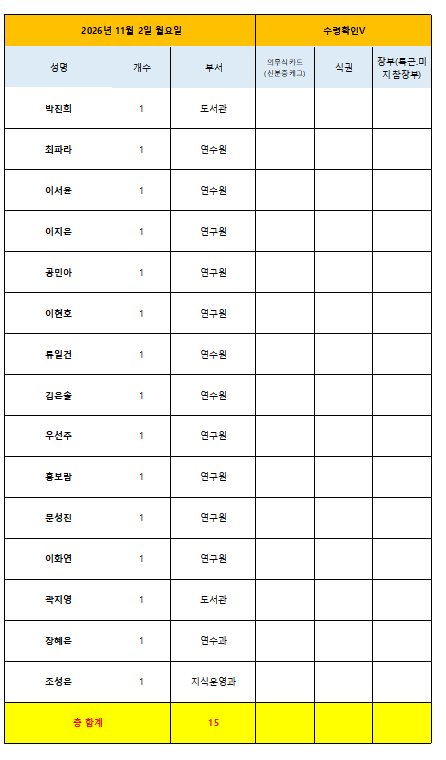 2026년 11월 2일 월요일 수령확인V
성명 개수 부서 의무식카드 식권 장부(특근.미
(신분증케그) 지참장부)
박진희 1 도서관
최파라 1 연수원
이서윤 1 연수원
이지은 1 연구원
공민아 1 연구원
이현호 1 연구원
류일건 1 연수원
김은솔 1 연수원
우선주 1 연구원
홍보람 1 연구원
문성진 1 연구원
이화연 1 연구원
곽지영 1 도서관
장혜은 1 연수과
조성은 1 지식운영과
총 합계 15